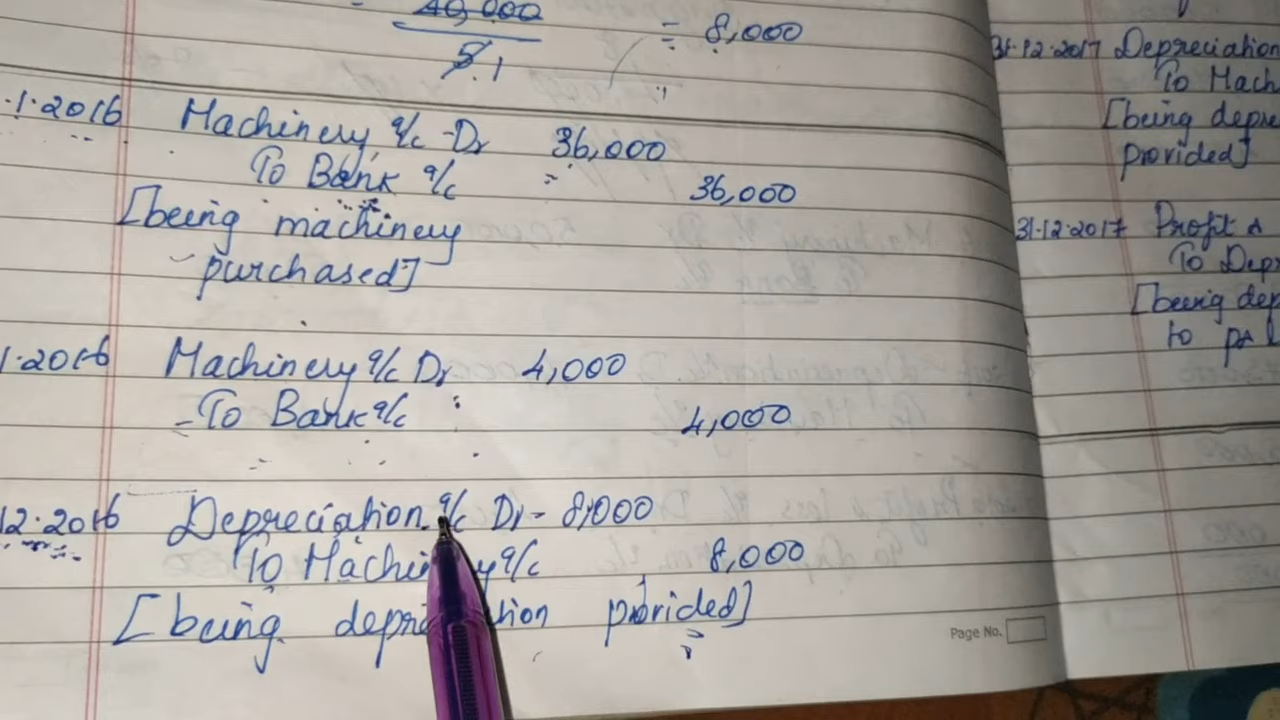 40,000
5.1
= 8,000
.1.2016 Machinery a/c Dr 36,000
To Bank a/c 36,000
[being machinery
purchased]
1.2016 Machinery a/c Dr 4,000
To Bank a/c 4,000
12.2016 Depreciation a/c Dr - 8,000
To Machinery a/c 8,000
[being provided]
Page No.
31.12.2017 Depreciation
To Mach
[being depre
provided]
31.12.2017 Profit &
To Depr
[being dep
to